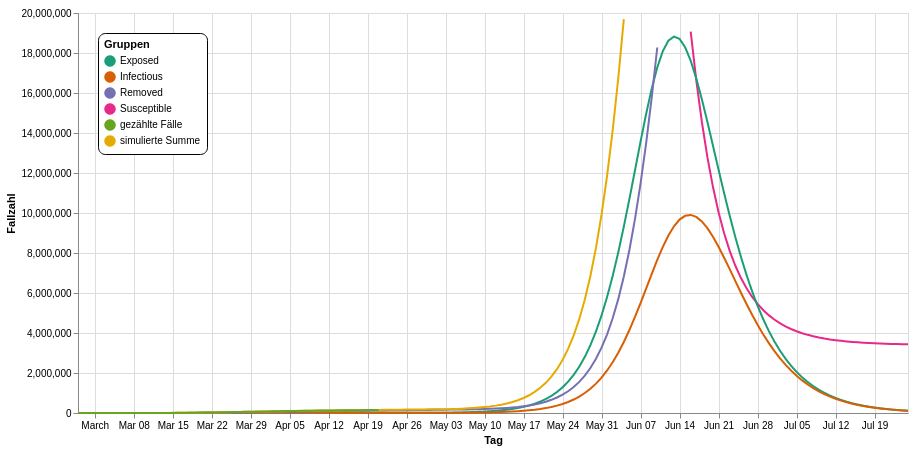 20,000,000
18,000,000
16,000,000
14,000,000
12,000,000
10,000,000
8,000,000
6,000,000
4,000,000
2,000,000
0
Fallzahl
Gruppen
Exposed
Infectious
Removed
Susceptible
gezählte Fälle
simulierte Summe
March Mar 08 Mar 15 Mar 22 Mar 29 Apr 05 Apr 12 Apr 19 Apr 26 May 03 May 10 May 17 May 24 May 31 Jun 07 Jun 14 Jun 21 Jun 28 Jul 05 Jul 12 Jul 19
Tag